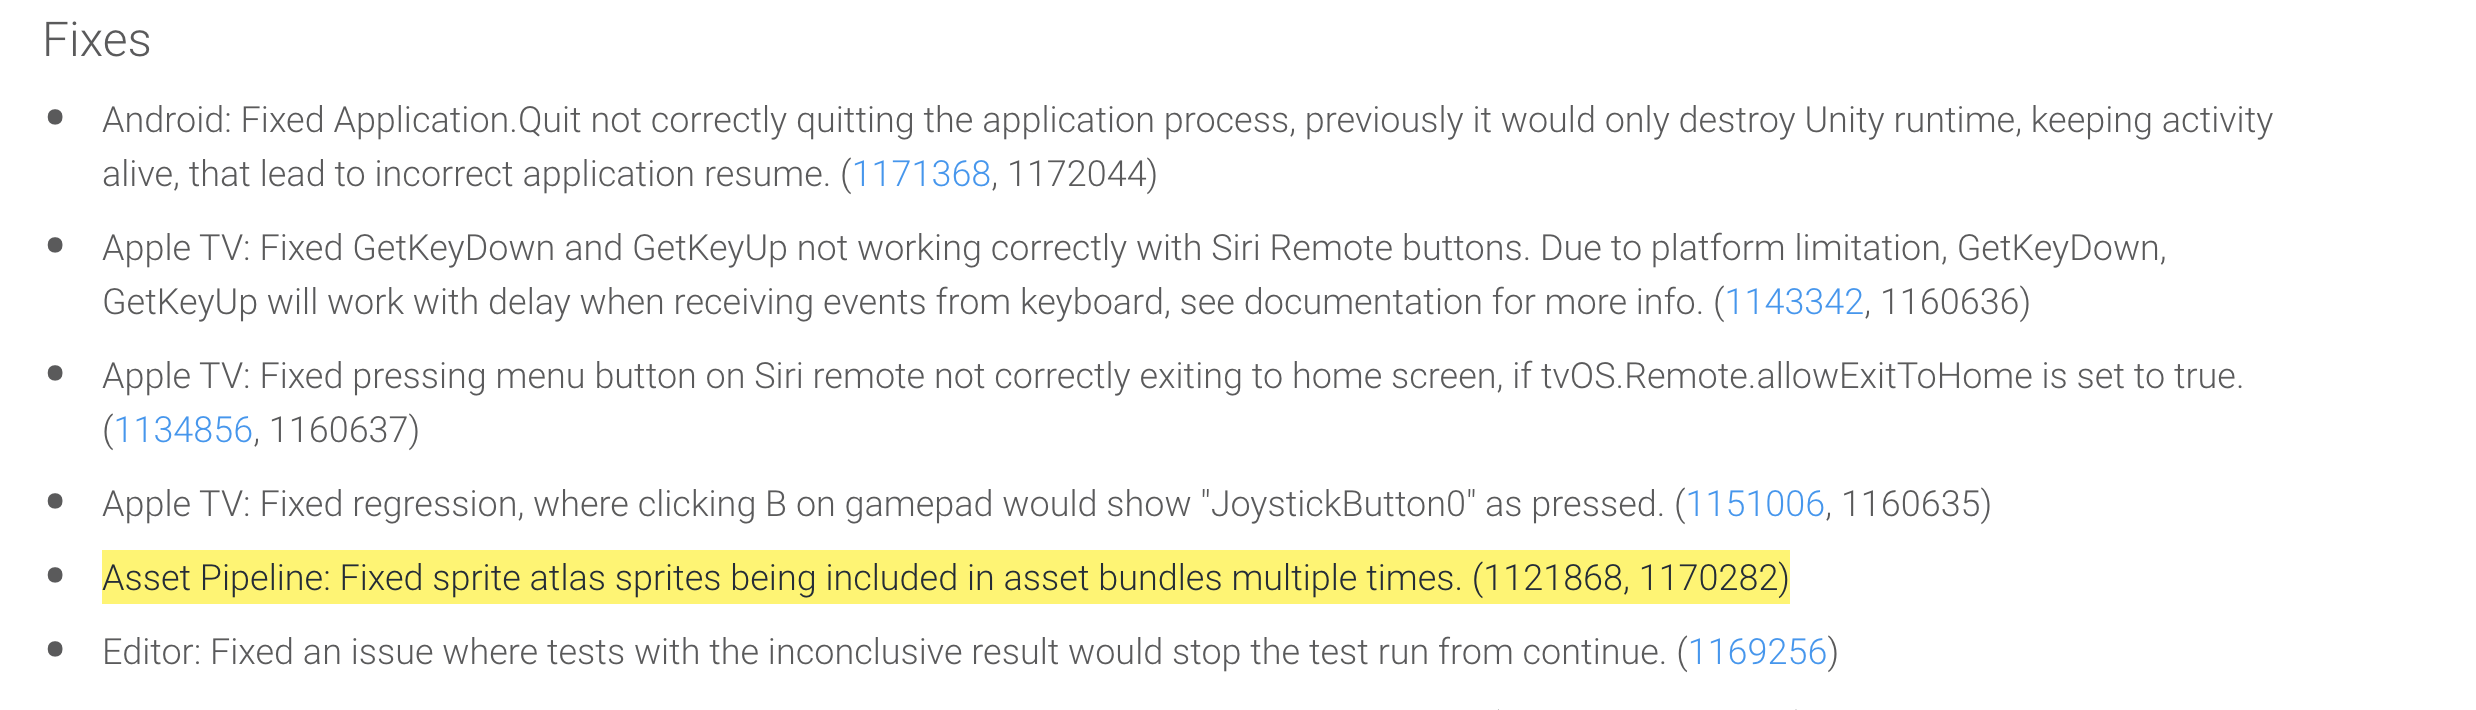 Fixes
• Android: Fixed Application.Quit not correctly quitting the application process, previously it would only destroy Unity runtime, keeping activity
alive, that lead to incorrect application resume. (1171368, 1172044)
• Apple TV: Fixed GetKeyDown and GetKeyUp not working correctly with Siri Remote buttons. Due to platform limitation, GetKeyDown,
GetKeyUp will work with delay when receiving events from keyboard, see documentation for more info. (1143342, 1160636)
• Apple TV: Fixed pressing menu button on Siri remote not correctly exiting to home screen, if tvOS.Remote.allowExitToHome is set to true.
(1134856, 1160637)
• Apple TV: Fixed regression, where clicking B on gamepad would show "JoystickButton0" as pressed. (1151006, 1160635)
• Asset Pipeline: Fixed sprite atlas sprites being included in asset bundles multiple times. (1121868, 1170282)
• Editor: Fixed an issue where tests with the inconclusive result would stop the test run from continue. (1169256)